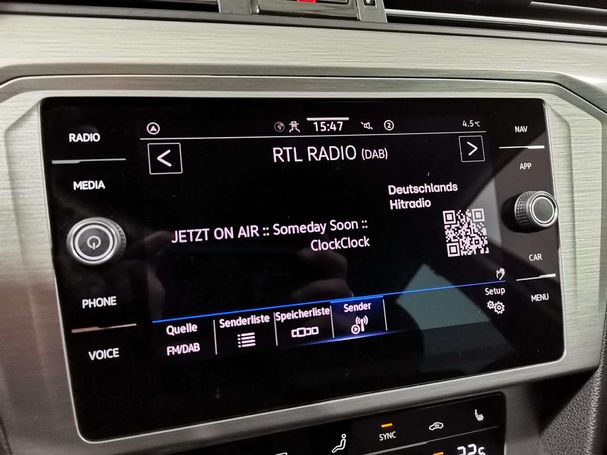 RADIO
MEDIA
PHONE
VOICE
15:47
2
4.5 °C
RTL RADIO (DAB)
Deutschlands
Hitradio
JETZT ON AIR :: Someday Soon ::
ClockClock
Setup
Quelle
FM/DAB
Senderliste
Speicherliste
Sender
NAV
APP
CAR
MENU
SYNC